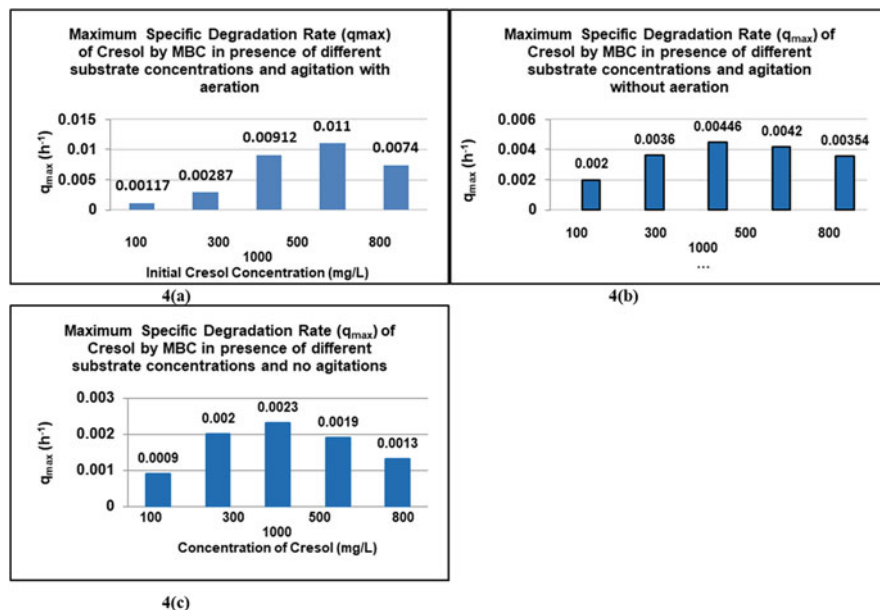 Maximum Specific Degradation Rate (qmax)
of Cresol by MBC in presence of different
substrate concentrations and agitation with
aeration
0.015
0.01
0.005
0
qmax (h-1)
0.00117
0.00287
0.00912
0.011
0.0074
100 300 500 800
1000
Initial Cresol Concentration (mg/L)
4(a)
Maximum Specific Degradation Rate (qmax) of
Cresol by MBC in presence of different
substrate concentrations and agitation
without aeration
0.006
0.004
0.002
0
qmax (h-1)
0.002
0.0036
0.00446
0.0042
0.00354
100 300 500 800
1000
...
4(b)
Maximum Specific Degradation Rate (qmax) of
Cresol by MBC in presence of different
substrate concentrations and no agitations
0.003
0.002
0.001
0
qmax (h-1)
0.0009
0.002
0.0023
0.0019
0.0013
100 300 500 800
1000
Concentration of Cresol (mg/L)
4(c)